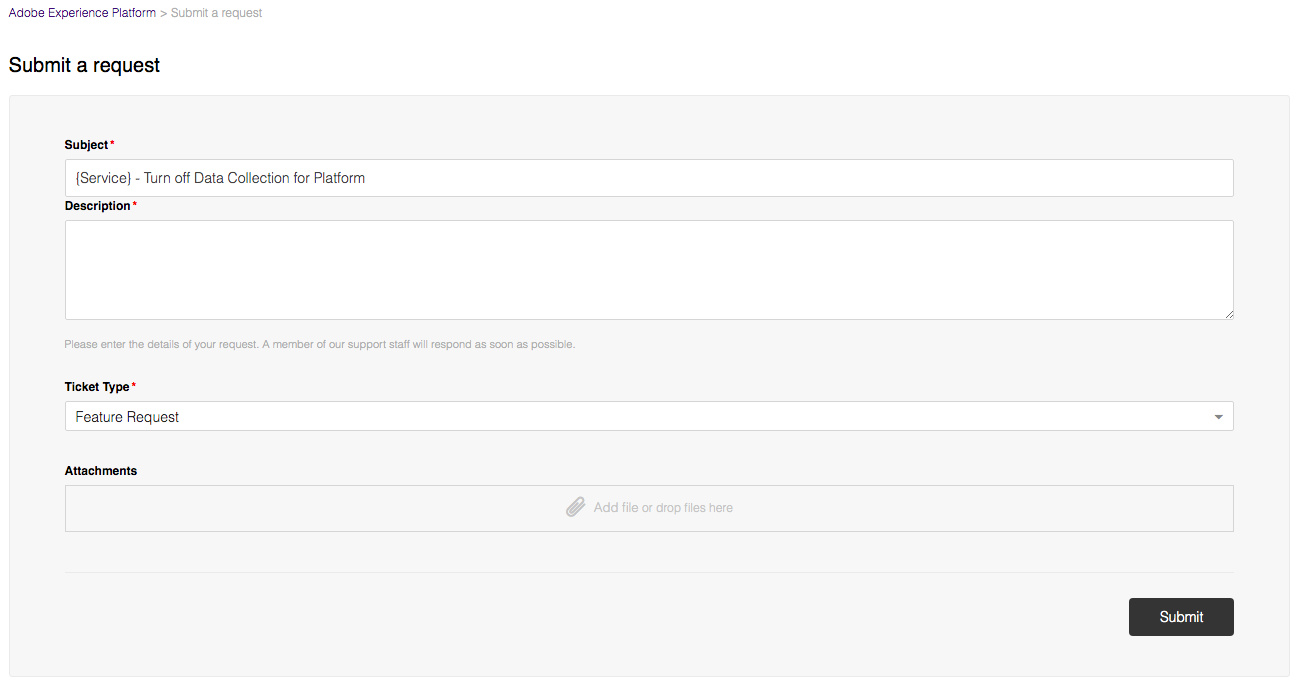 Adobe Experience Platform > Submit a request
Submit a request
Subject*
{Service} - Turn off Data Collection for Platform
Description*
Please enter the details of your request. A member of our support staff will respond as soon as possible.
Ticket Type*
Feature Request
Attachments
Add file or drop files here
Submit